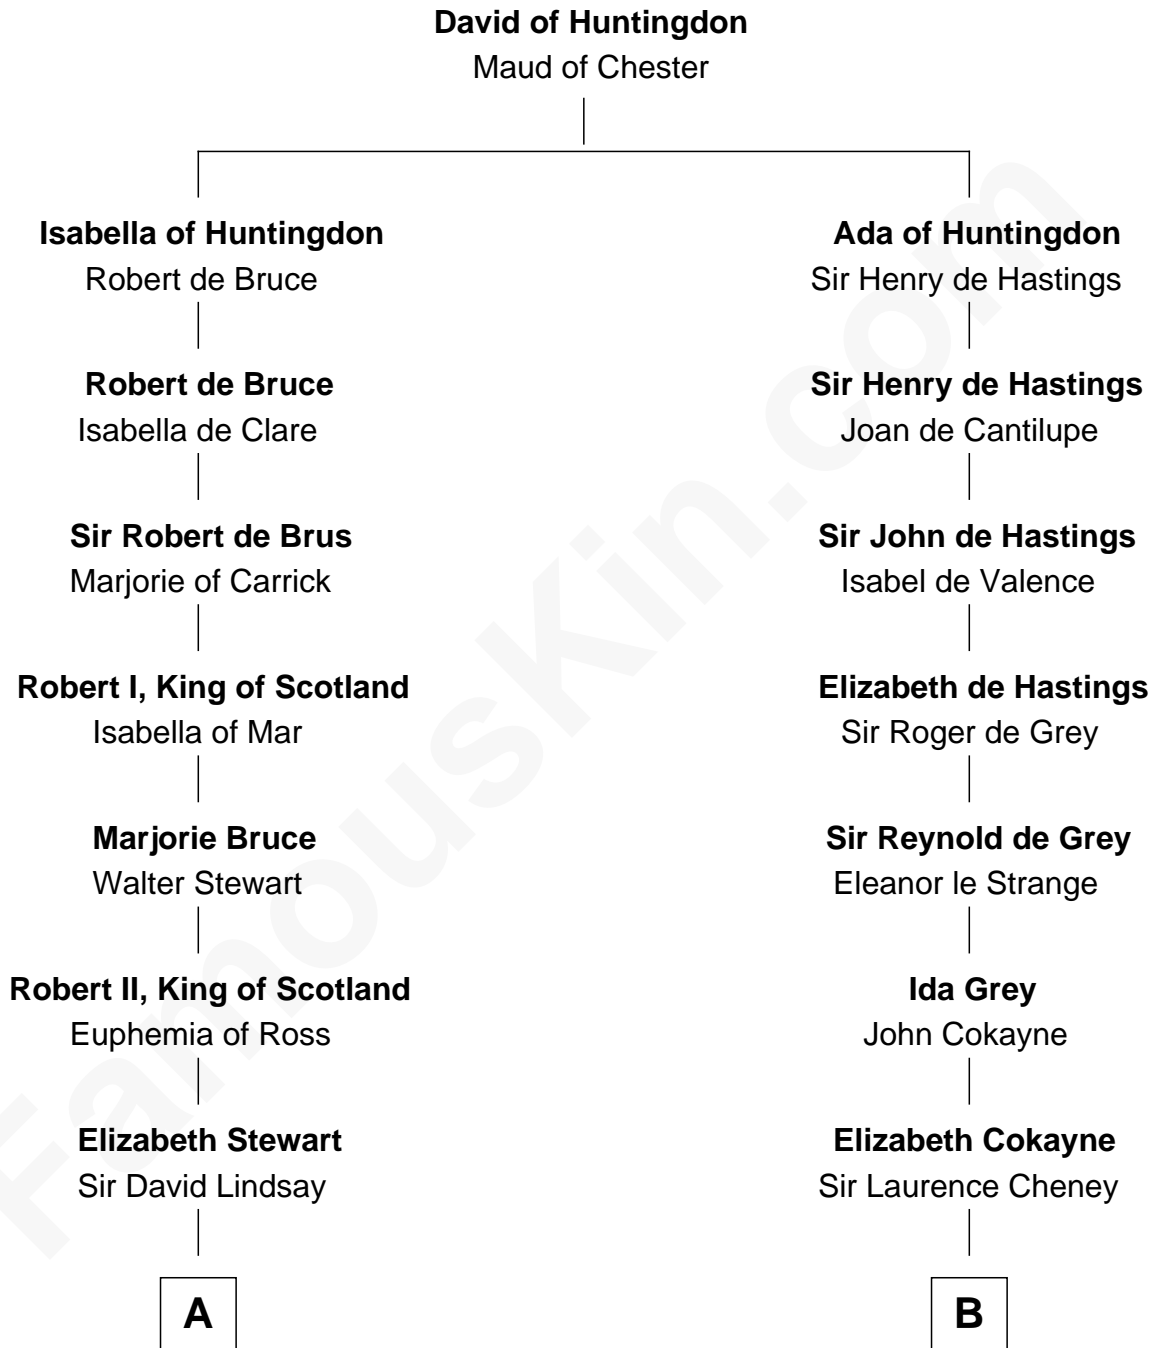 David of Huntingdon
Maud of Chester
Isabella of Huntingdon
Robert de Bruce
Robert de Bruce
Isabella de Clare
Sir Robert de Brus
Marjorie of Carrick
Robert I, King of Scotland
Isabella of Mar
Marjorie Bruce
Walter Stewart
Robert II, King of Scotland
Euphemia of Ross
Elizabeth Stewart
Sir David Lindsay
A
Ada of Huntingdon
Sir Henry de Hastings
Sir Henry de Hastings
Joan de Cantilupe
Sir John de Hastings
Isabel de Valence
Elizabeth de Hastings
Sir Roger de Grey
Sir Reynold de Grey
Eleanor le Strange
Ida Grey
John Cokayne
Elizabeth Cokayne
Sir Laurence Cheney
B
FamousKin.com